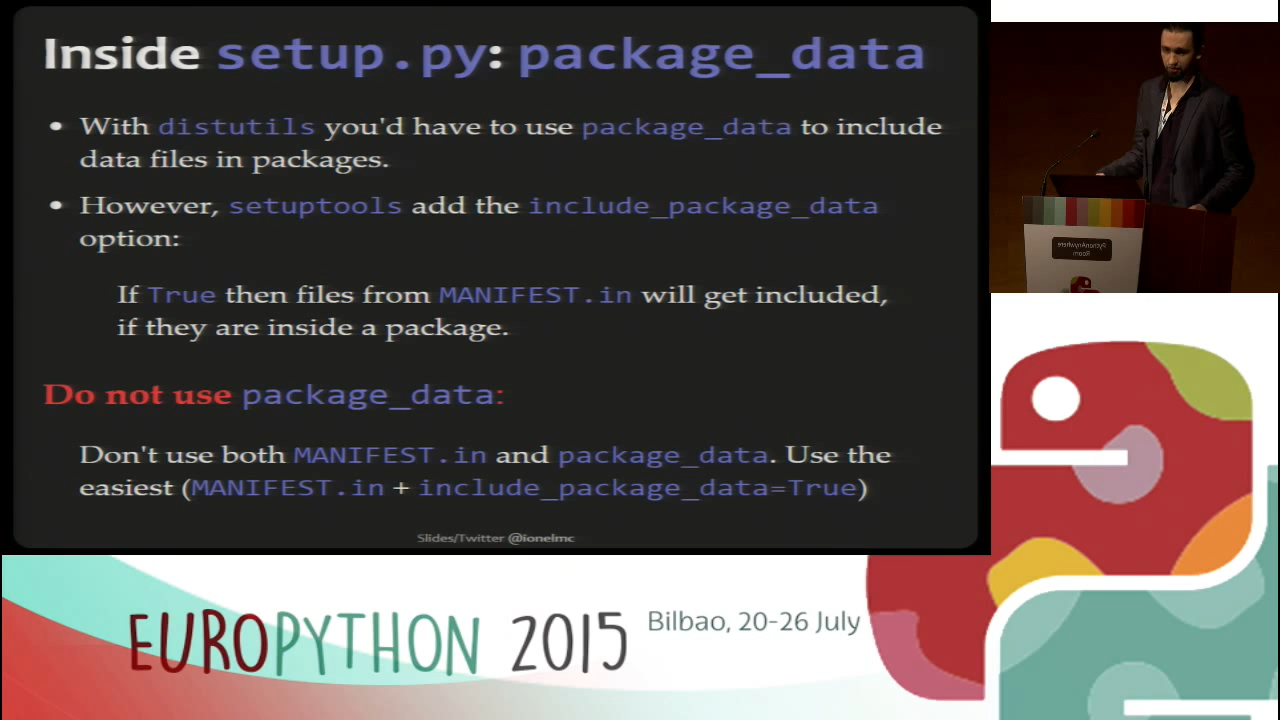 Inside setup.py: package_data
• With distutils you'd have to use package_data to include
data files in packages.
• However, setuptools add the include_package_data
option:
If True then files from MANIFEST.in will get included,
if they are inside a package.
Do not use package_data:
Don't use both MANIFEST.in and package_data. Use the
easiest (MANIFEST.in + include_package_data=True)
Slides/Twitter @ionelmc
PythonAnywhere
Room
EUROPYTHON 2015 Bilbao, 20-26 July